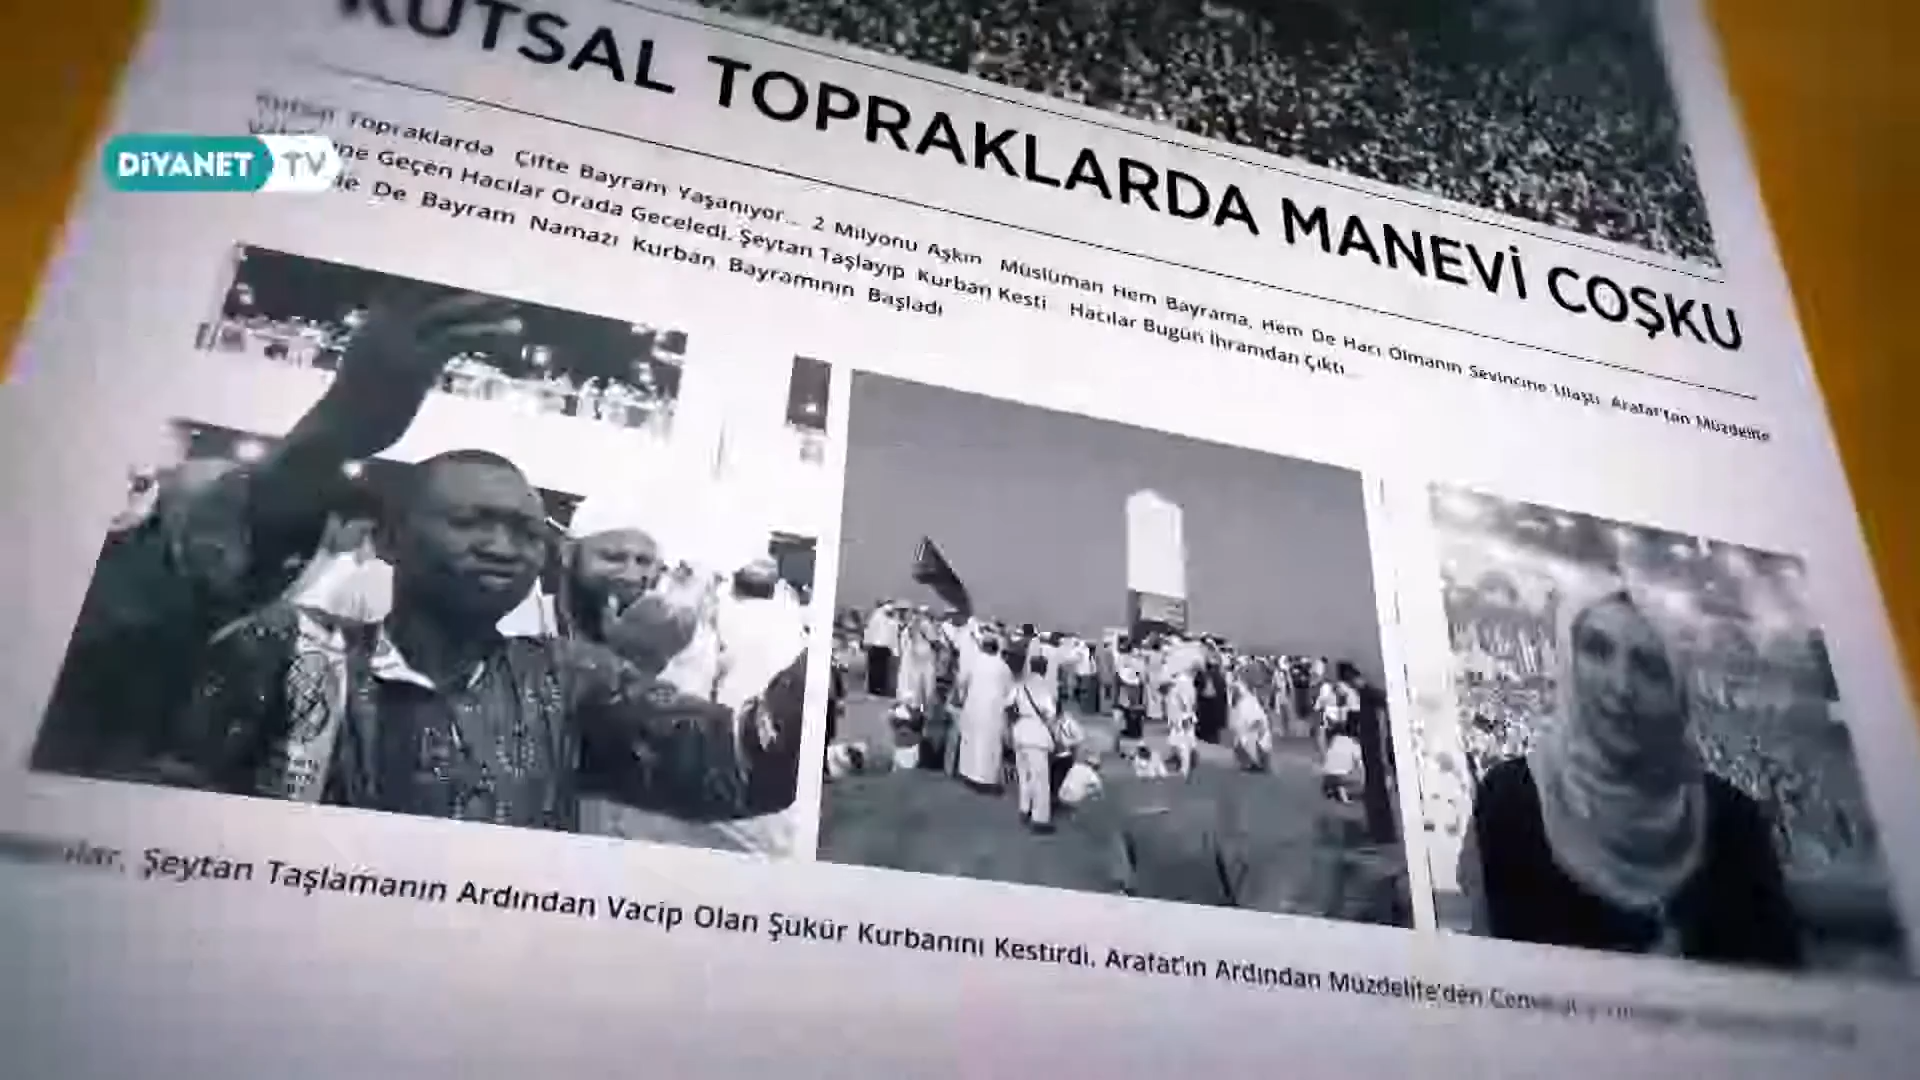 KUTSAL TOPRAKLARDA MANEVİ COŞKU
DİYANET TV
Topraklarda Çifte Bayram Yaşanıyor... 2 Milyonu Aşkın Müslüman Hem Bayrama, Hem De Hacı Olmanın Sevincine Ulaştı. Arafat'tan Müzdelife
Geçen Hacılar Orada Geceledi. Şeytan Taşlayıp Kurban Kesti... Hacılar Bugün İhramdan Çıktı...
De Bayram Namazı Kurban Bayramının Başladı
Şeytan Taşlamanın Ardından Vacip Olan Şükür Kurbanını Kestirdi. Arafat'ın Ardından Müzdelife'den